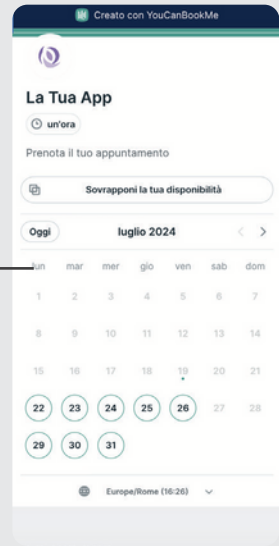 Creato con YouCanBookMe
La Tua App
un'ora
Prenota il tuo appuntamento
Sovrapponi la tua disponibilità
Oggi luglio 2024
lun mar mer gio ven sab dom
1 2 3 4 5 6 7
8 9 10 11 12 13 14
15 16 17 18 19 20 21
22 23 24 25 26 27 28
29 30 31
Europe/Rome (16:26)